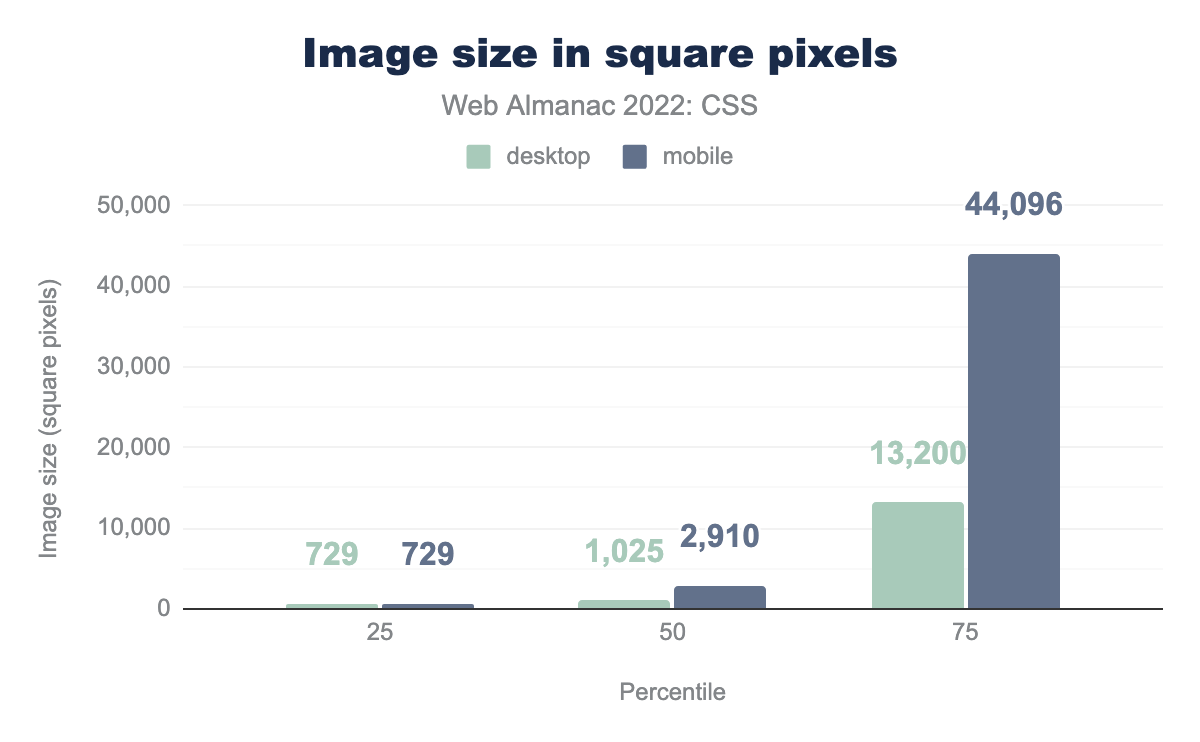 Image size in square pixels
Web Almanac 2022: CSS
desktop mobile
Image size (square pixels)
50,000
40,000
30,000
20,000
10,000
0
729 729
1,025 2,910
13,200 44,096
25 50 75
Percentile